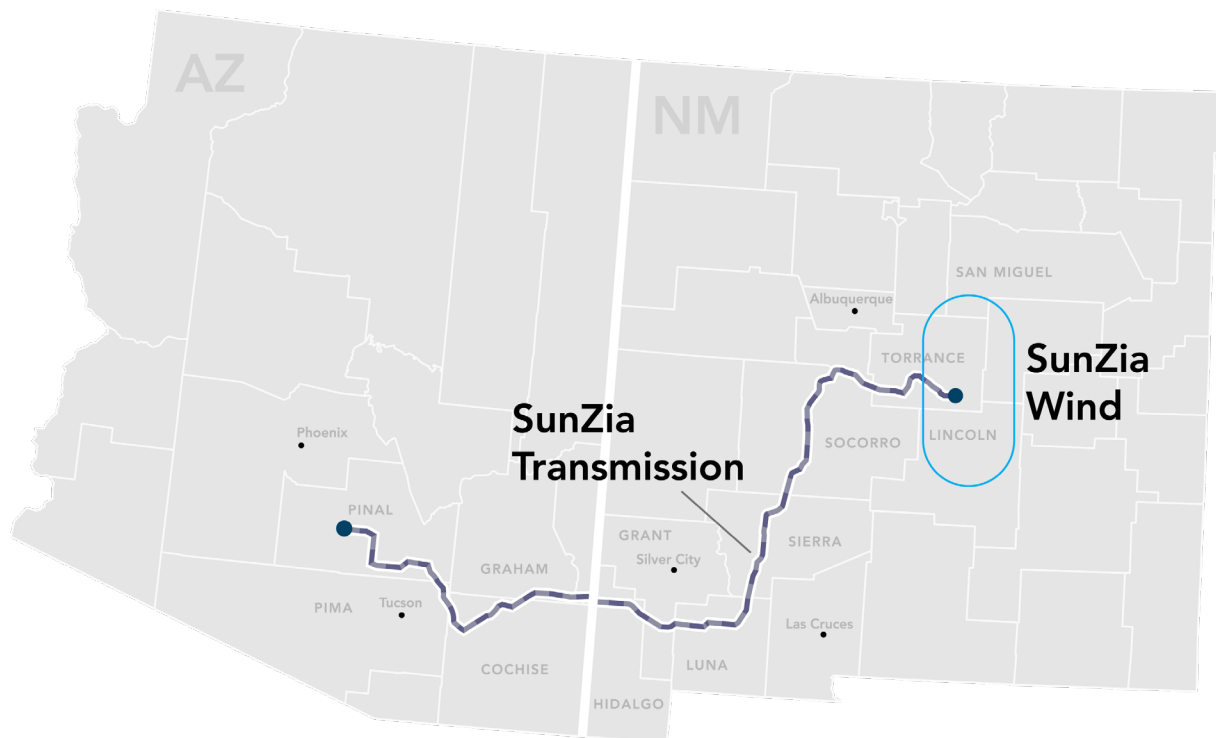 AZ
NM
SAN MIGUEL
Albuquerque
TORRANCE
SunZia
Wind
SunZia
Transmission
Phoenix
SOCORRO
LINCOLN
PINAL
GRANT
SIERRA
Silver City
GRAHAM
PIMA
Tucson
Las Cruces
COCHISE
LUNA
HIDALGO